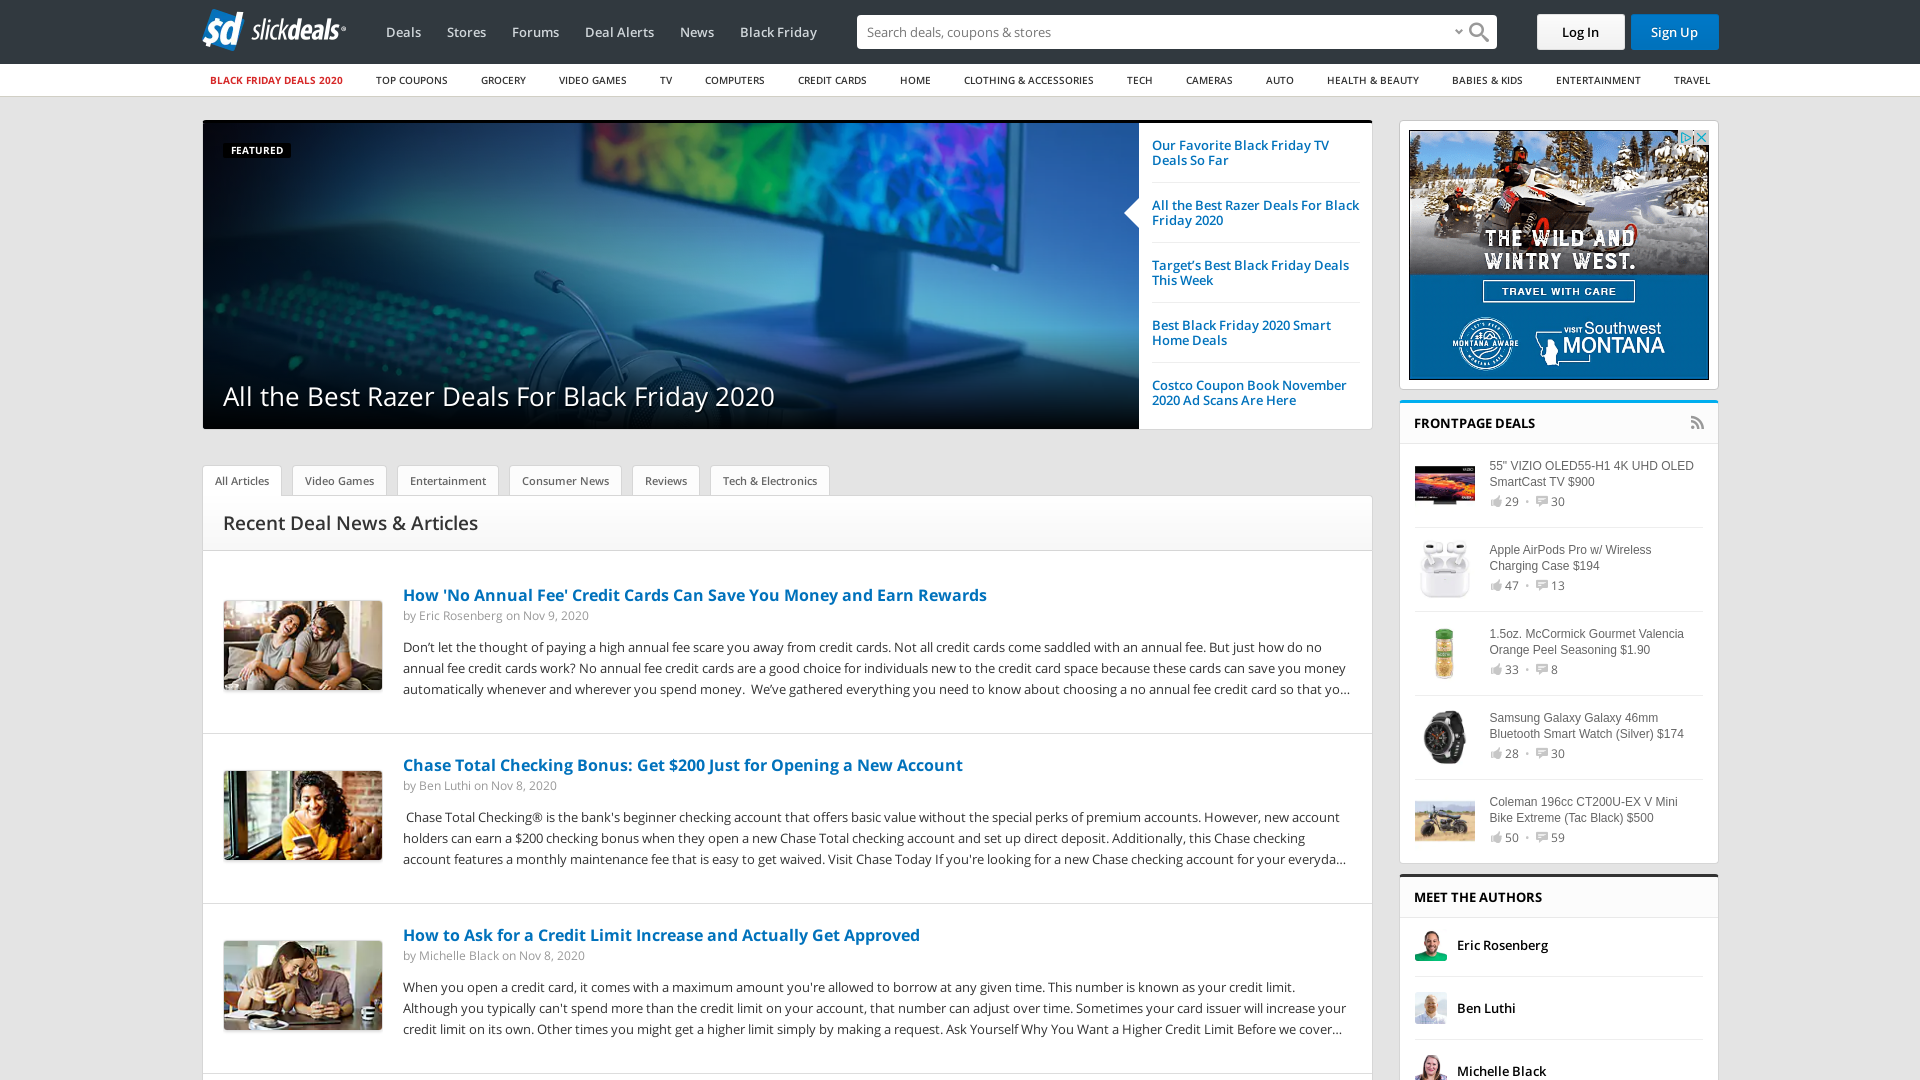 sd slickdeals
Deals Stores Forums Deal Alerts News Black Friday
Search deals, coupons & stores
Log In Sign Up
BLACK FRIDAY DEALS 2020 TOP COUPONS GROCERY VIDEO GAMES TV COMPUTERS CREDIT CARDS HOME CLOTHING & ACCESSORIES TECH CAMERAS AUTO HEALTH & BEAUTY BABIES & KIDS ENTERTAINMENT TRAVEL
FEATURED
All the Best Razer Deals For Black Friday 2020
Our Favorite Black Friday TV
Deals So Far
All the Best Razer Deals For Black
Friday 2020
Target’s Best Black Friday Deals
This Week
Best Black Friday 2020 Smart
Home Deals
Costco Coupon Book November
2020 Ad Scans Are Here
All Articles Video Games Entertainment Consumer News Reviews Tech & Electronics
Recent Deal News & Articles
How 'No Annual Fee' Credit Cards Can Save You Money and Earn Rewards
by Eric Rosenberg on Nov 9, 2020
Don’t let the thought of paying a high annual fee scare you away from credit cards. Not all credit cards come saddled with an annual fee. But just how do no
annual fee credit cards work? No annual fee credit cards are a good choice for individuals new to the credit card space because these cards can save you money
automatically whenever and wherever you spend money.  We’ve gathered everything you need to know about choosing a no annual fee credit card so that yo…
Chase Total Checking Bonus: Get $200 Just for Opening a New Account
by Ben Luthi on Nov 8, 2020
Chase Total Checking® is the bank's beginner checking account that offers basic value without the special perks of premium accounts. However, new account
holders can earn a $200 checking bonus when they open a new Chase Total checking account and set up direct deposit. Additionally, this Chase checking
account features a monthly maintenance fee that is easy to get waived. Visit Chase Today If you're looking for a new Chase checking account for your everyda…
How to Ask for a Credit Limit Increase and Actually Get Approved
by Michelle Black on Nov 8, 2020
When you open a credit card, it comes with a maximum amount you're allowed to borrow at any given time. This number is known as your credit limit.
Although you typically can't spend more than the credit limit on your account, that number can adjust over time. Sometimes your card issuer will increase your
credit limit on its own. Other times you might get a higher limit simply by making a request. Ask Yourself Why You Want a Higher Credit Limit Before we cover…
THE WILD AND
WINTRY WEST.
TRAVEL WITH CARE
MONTANA AWARE
VISIT Southwest
MONTANA
FRONTPAGE DEALS
55" VIZIO OLED55-H1 4K UHD OLED
SmartCast TV $900
29 • 30
Apple AirPods Pro w/ Wireless
Charging Case $194
47 • 13
1.5oz. McCormick Gourmet Valencia
Orange Peel Seasoning $1.90
33 • 8
Samsung Galaxy Galaxy 46mm
Bluetooth Smart Watch (Silver) $174
28 • 30
Coleman 196cc CT200U-EX V Mini
Bike Extreme (Tac Black) $500
50 • 59
MEET THE AUTHORS
Eric Rosenberg
Ben Luthi
Michelle Black